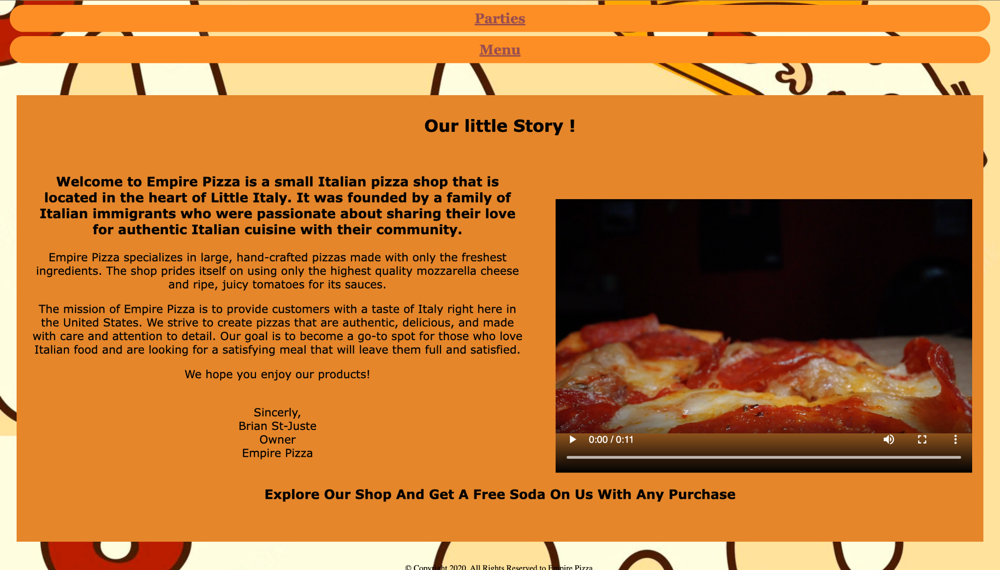 Parties
Menu
Our little Story !
Welcome to Empire Pizza is a small Italian pizza shop that is
located in the heart of Little Italy. It was founded by a family of
Italian immigrants who were passionate about sharing their love
for authentic Italian cuisine with their community.
Empire Pizza specializes in large, hand-crafted pizzas made with only the freshest
ingredients. The shop prides itself on using only the highest quality mozzarella cheese
and ripe, juicy tomatoes for its sauces.
The mission of Empire Pizza is to provide customers with a taste of Italy right here in
the United States. We strive to create pizzas that are authentic, delicious, and made
with care and attention to detail. Our goal is to become a go-to spot for those who love
Italian food and are looking for a satisfying meal that will leave them full and satisfied.
We hope you enjoy our products!
Sincerly,
Brian St-Juste
Owner
Empire Pizza
0:00 / 0:11
Explore Our Shop And Get A Free Soda On Us With Any Purchase
© Copyright 2020. All Rights Reserved to Empire Pizza.